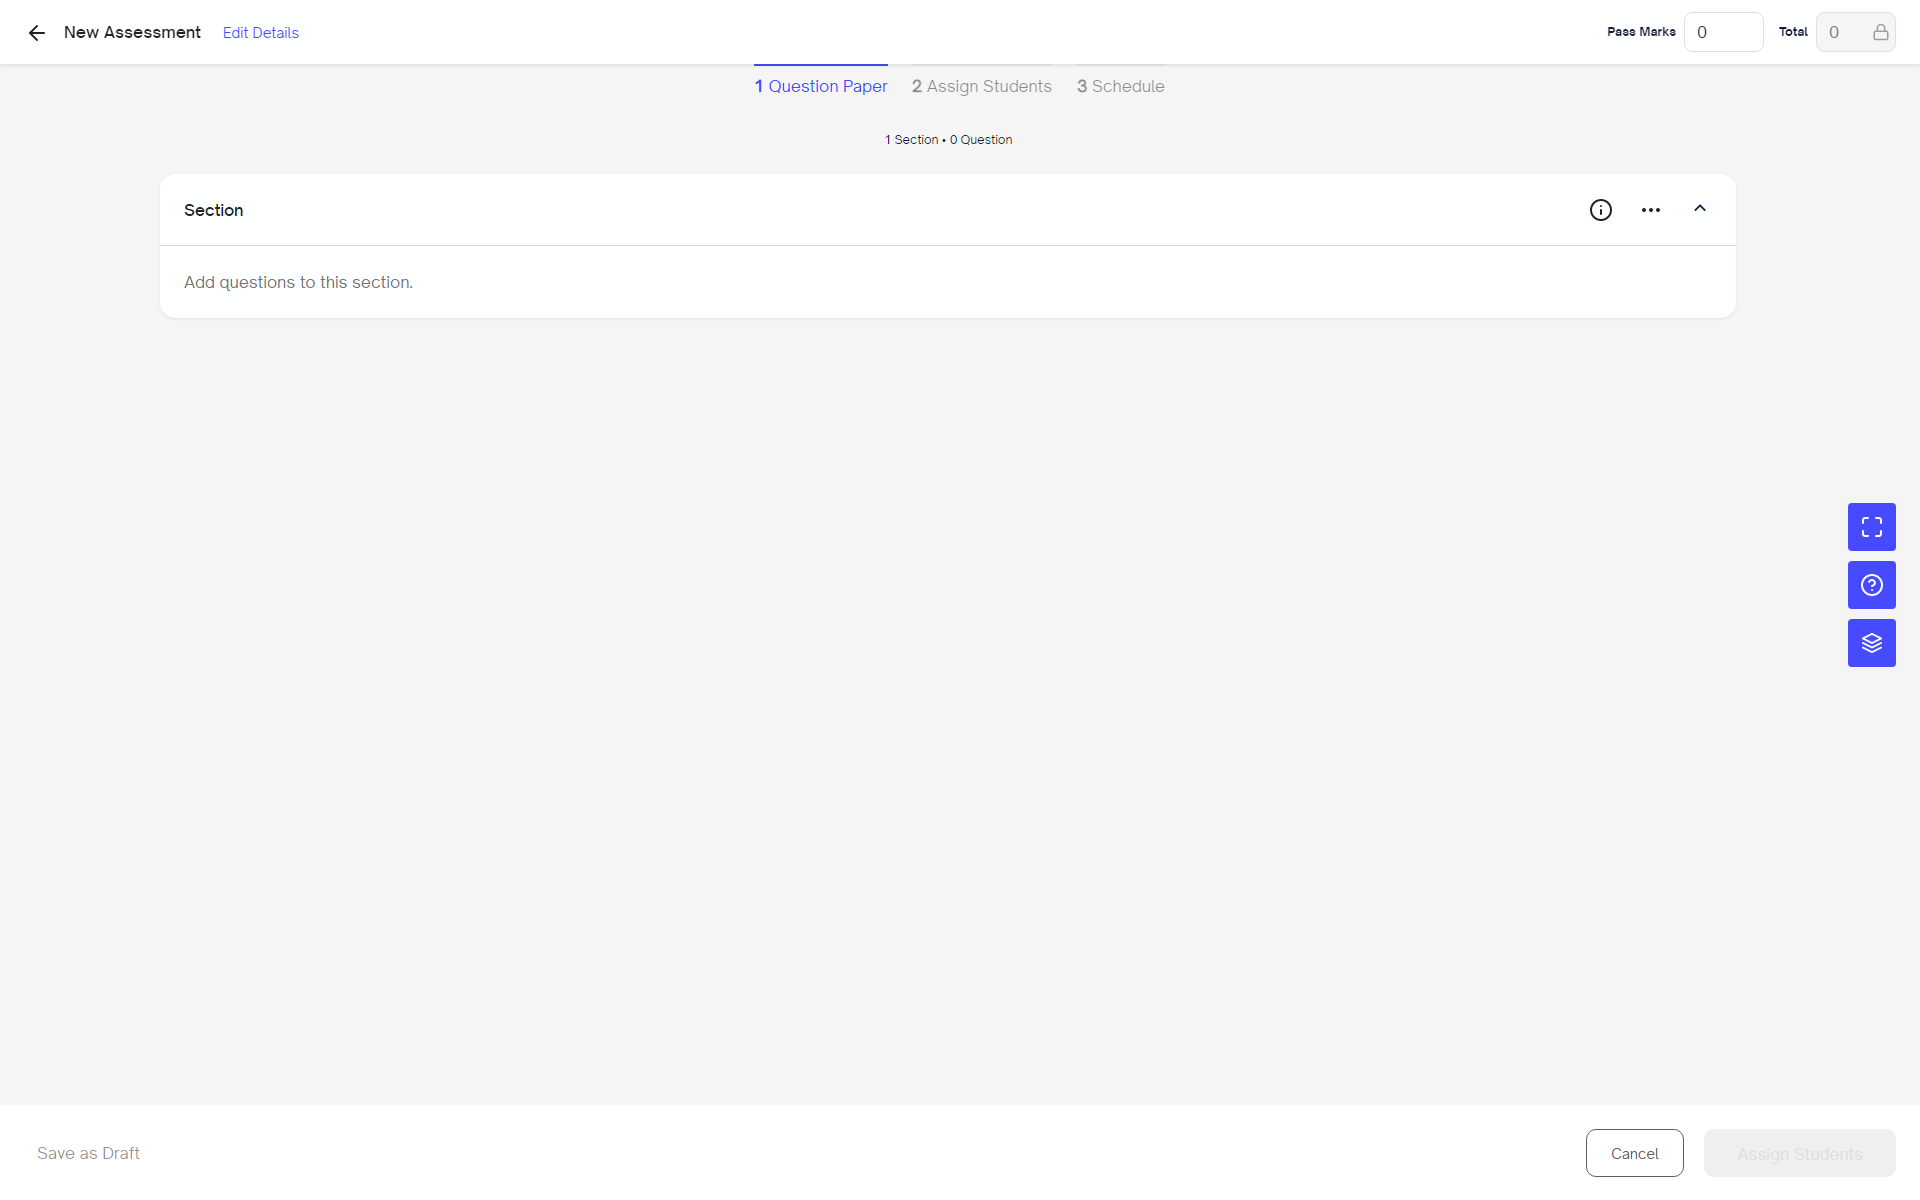 New Assessment Edit Details Pass Marks 0 Total 0
1 Question Paper 2 Assign Students 3 Schedule
1 Section • 0 Question
Section
Add questions to this section.
Save as Draft Cancel Assign Students